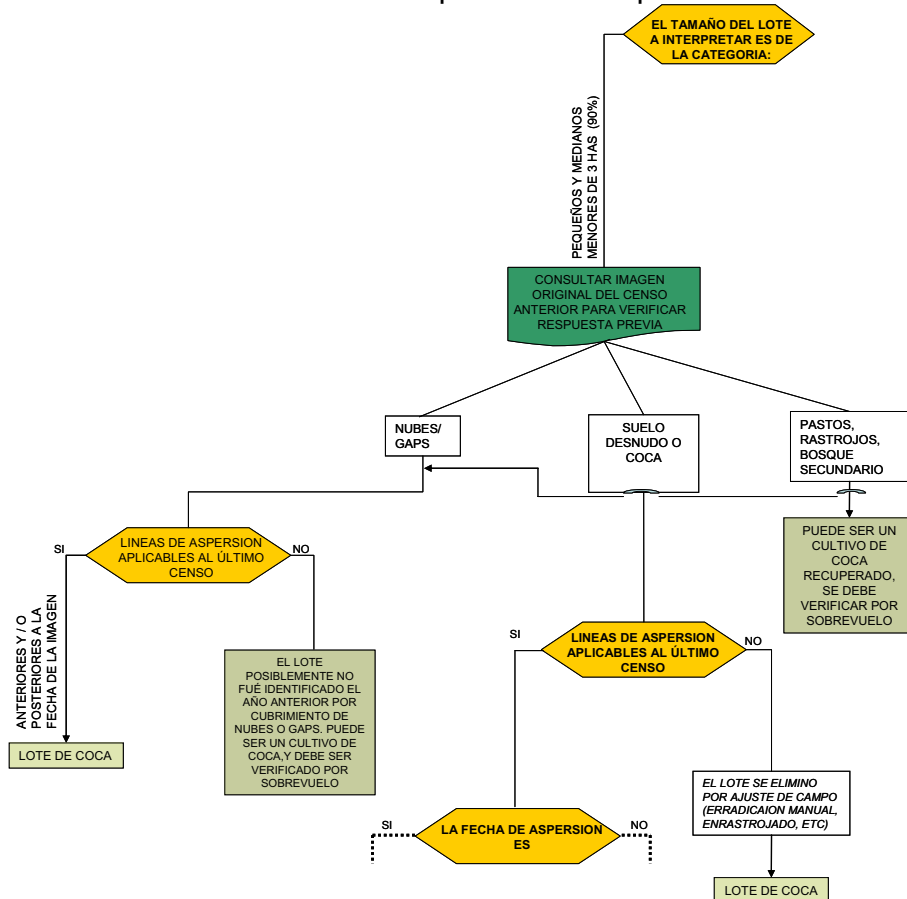 EL TAMAÑO DEL LOTE
A INTERPRETAR ES DE
LA CATEGORIA:
PEQUEÑOS Y MEDIANOS
MENORES DE 3 HAS (90%)
CONSULTAR IMAGEN
ORIGINAL DEL CENSO
ANTERIOR PARA VERIFICAR
RESPUESTA PREVIA
NUBES/
GAPS
SUELO
DESNUDO O
COCA
PASTOS,
RASTROJOS,
BOSQUE
SECUNDARIO
SI
LINEAS DE ASPERSION
APLICABLES AL ÚLTIMO
CENSO
NO
PUEDE SER UN
CULTIVO DE
COCA
RECUPERADO,
SE DEBE
VERIFICAR POR
SOBREVUELO
ANTERIORES Y / O
POSTERIORES A LA
FECHA DE LA IMAGEN
EL LOTE
POSIBLEMENTE NO
FUÉ IDENTIFICADO EL
AÑO ANTERIOR POR
CUBRIMIENTO DE
NUBES O GAPS. PUEDE
SER UN CULTIVO DE
COCA,Y DEBE SER
VERIFICADO POR
SOBREVUELO
SI
LINEAS DE ASPERSION
APLICABLES AL ÚLTIMO
CENSO
NO
LOTE DE COCA
EL LOTE SE ELIMINO
POR AJUSTE DE CAMPO
(ERRADICAION MANUAL,
ENRASTROJADO, ETC)
SI
LA FECHA DE ASPERSION
ES
NO
LOTE DE COCA